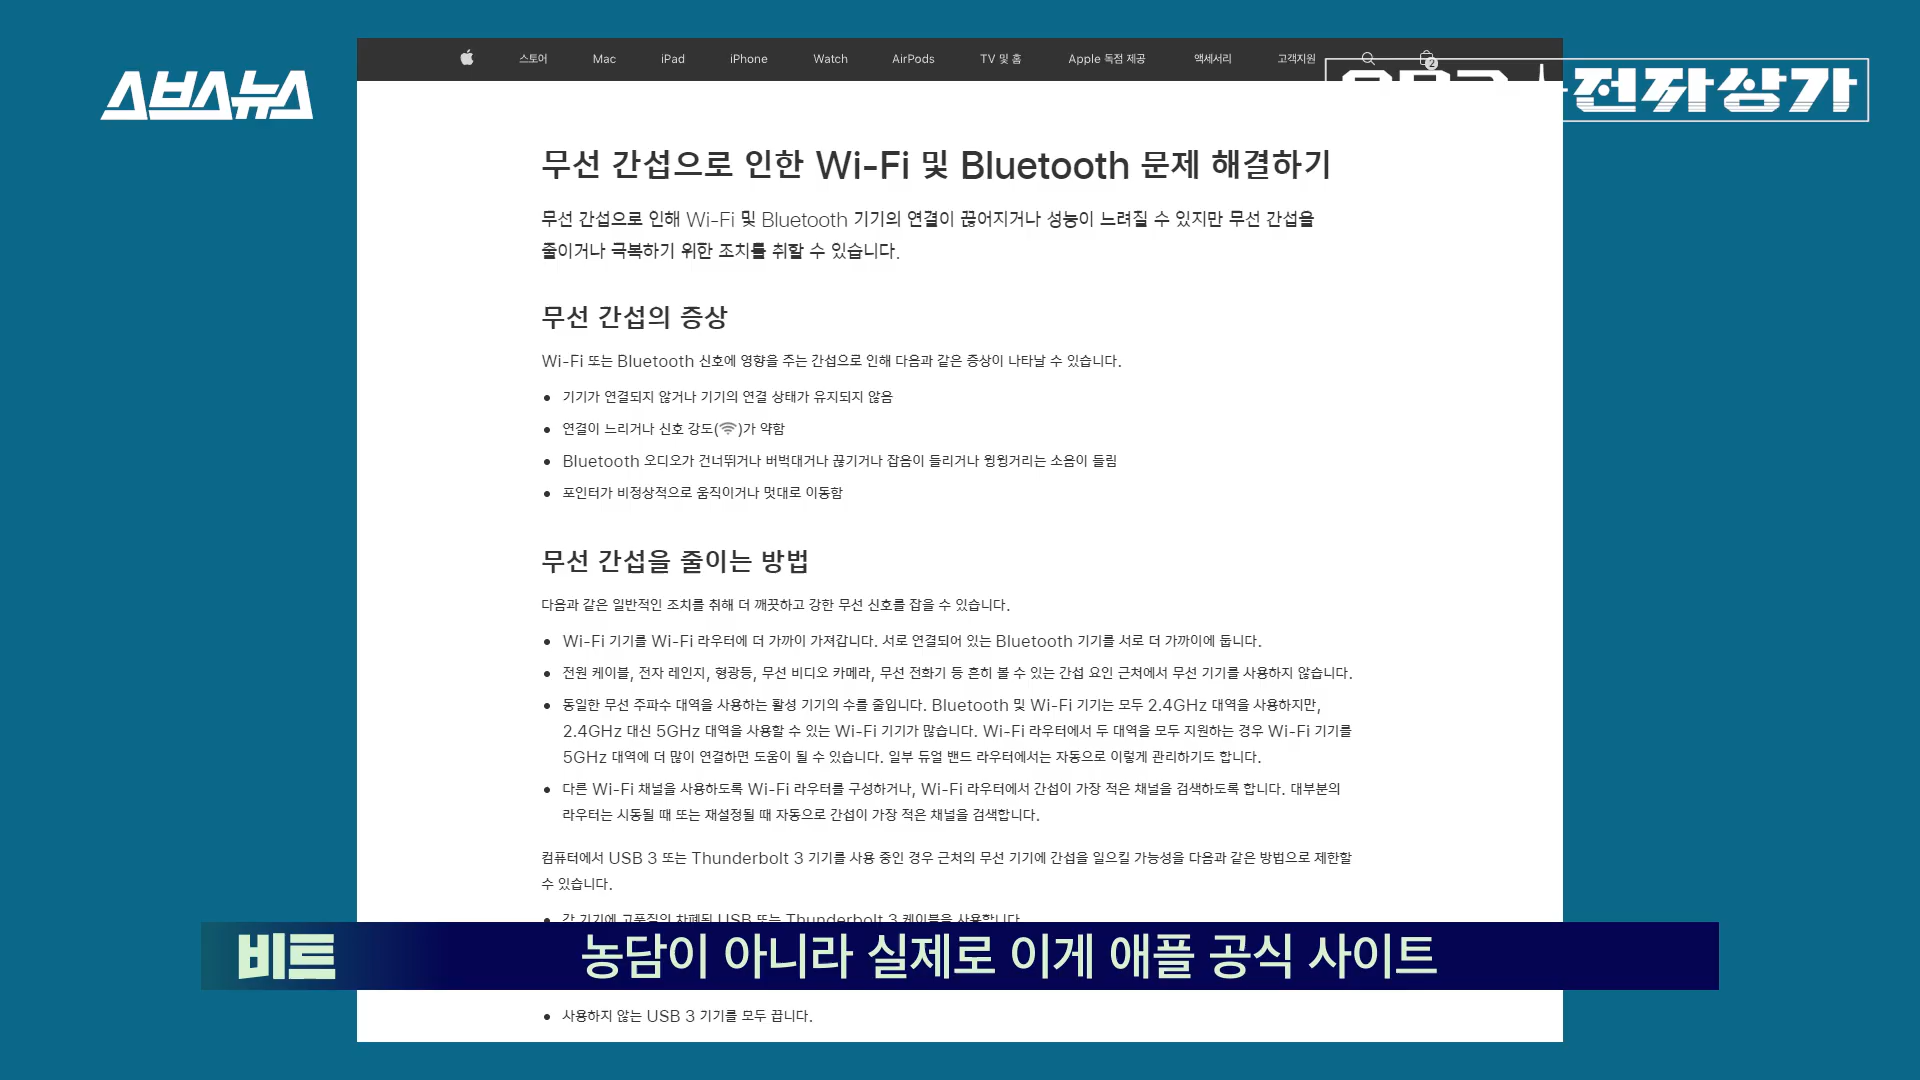 스브스뉴스
전자상가
스토어 Mac iPad iPhone Watch AirPods TV 및 홈 Apple 독점 제공 액세서리 고객지원 2
무선 간섭으로 인한 Wi-Fi 및 Bluetooth 문제 해결하기
무선 간섭으로 인해 Wi-Fi 및 Bluetooth 기기의 연결이 끊어지거나 성능이 느려질 수 있지만 무선 간섭을
줄이거나 극복하기 위한 조치를 취할 수 있습니다.
무선 간섭의 증상
Wi-Fi 또는 Bluetooth 신호에 영향을 주는 간섭으로 인해 다음과 같은 증상이 나타날 수 있습니다.
• 기기가 연결되지 않거나 기기의 연결 상태가 유지되지 않음
• 연결이 느리거나 신호 강도( )가 약함
• Bluetooth 오디오가 건너뛰거나 버벅대거나 끊기거나 잡음이 들리거나 윙윙거리는 소음이 들림
• 포인터가 비정상적으로 움직이거나 멋대로 이동함
무선 간섭을 줄이는 방법
다음과 같은 일반적인 조치를 취해 더 깨끗하고 강한 무선 신호를 잡을 수 있습니다.
• Wi-Fi 기기를 Wi-Fi 라우터에 더 가까이 가져갑니다. 서로 연결되어 있는 Bluetooth 기기를 서로 더 가까이에 둡니다.
• 전원 케이블, 전자 레인지, 형광등, 무선 비디오 카메라, 무선 전화기 등 흔히 볼 수 있는 간섭 요인 근처에서 무선 기기를 사용하지 않습니다.
• 동일한 무선 주파수 대역을 사용하는 활성 기기의 수를 줄입니다. Bluetooth 및 Wi-Fi 기기는 모두 2.4GHz 대역을 사용하지만,
2.4GHz 대신 5GHz 대역을 사용할 수 있는 Wi-Fi 기기가 많습니다. Wi-Fi 라우터에서 두 대역을 모두 지원하는 경우 Wi-Fi 기기를
5GHz 대역에 더 많이 연결하면 도움이 될 수 있습니다. 일부 듀얼 밴드 라우터에서는 자동으로 이렇게 관리하기도 합니다.
• 다른 Wi-Fi 채널을 사용하도록 Wi-Fi 라우터를 구성하거나, Wi-Fi 라우터에서 간섭이 가장 적은 채널을 검색하도록 합니다. 대부분의
라우터는 시동될 때 또는 재설정될 때 자동으로 간섭이 가장 적은 채널을 검색합니다.
컴퓨터에서 USB 3 또는 Thunderbolt 3 기기를 사용 중인 경우 근처의 무선 기기에 간섭을 일으킬 가능성을 다음과 같은 방법으로 제한할
수 있습니다.
• 각 기기에 고품질의 차폐된 USB 또는 Thunderbolt 3 케이블을 사용합니다.
비트 농담이 아니라 실제로 이게 애플 공식 사이트
• 사용하지 않는 USB 3 기기를 모두 끕니다.